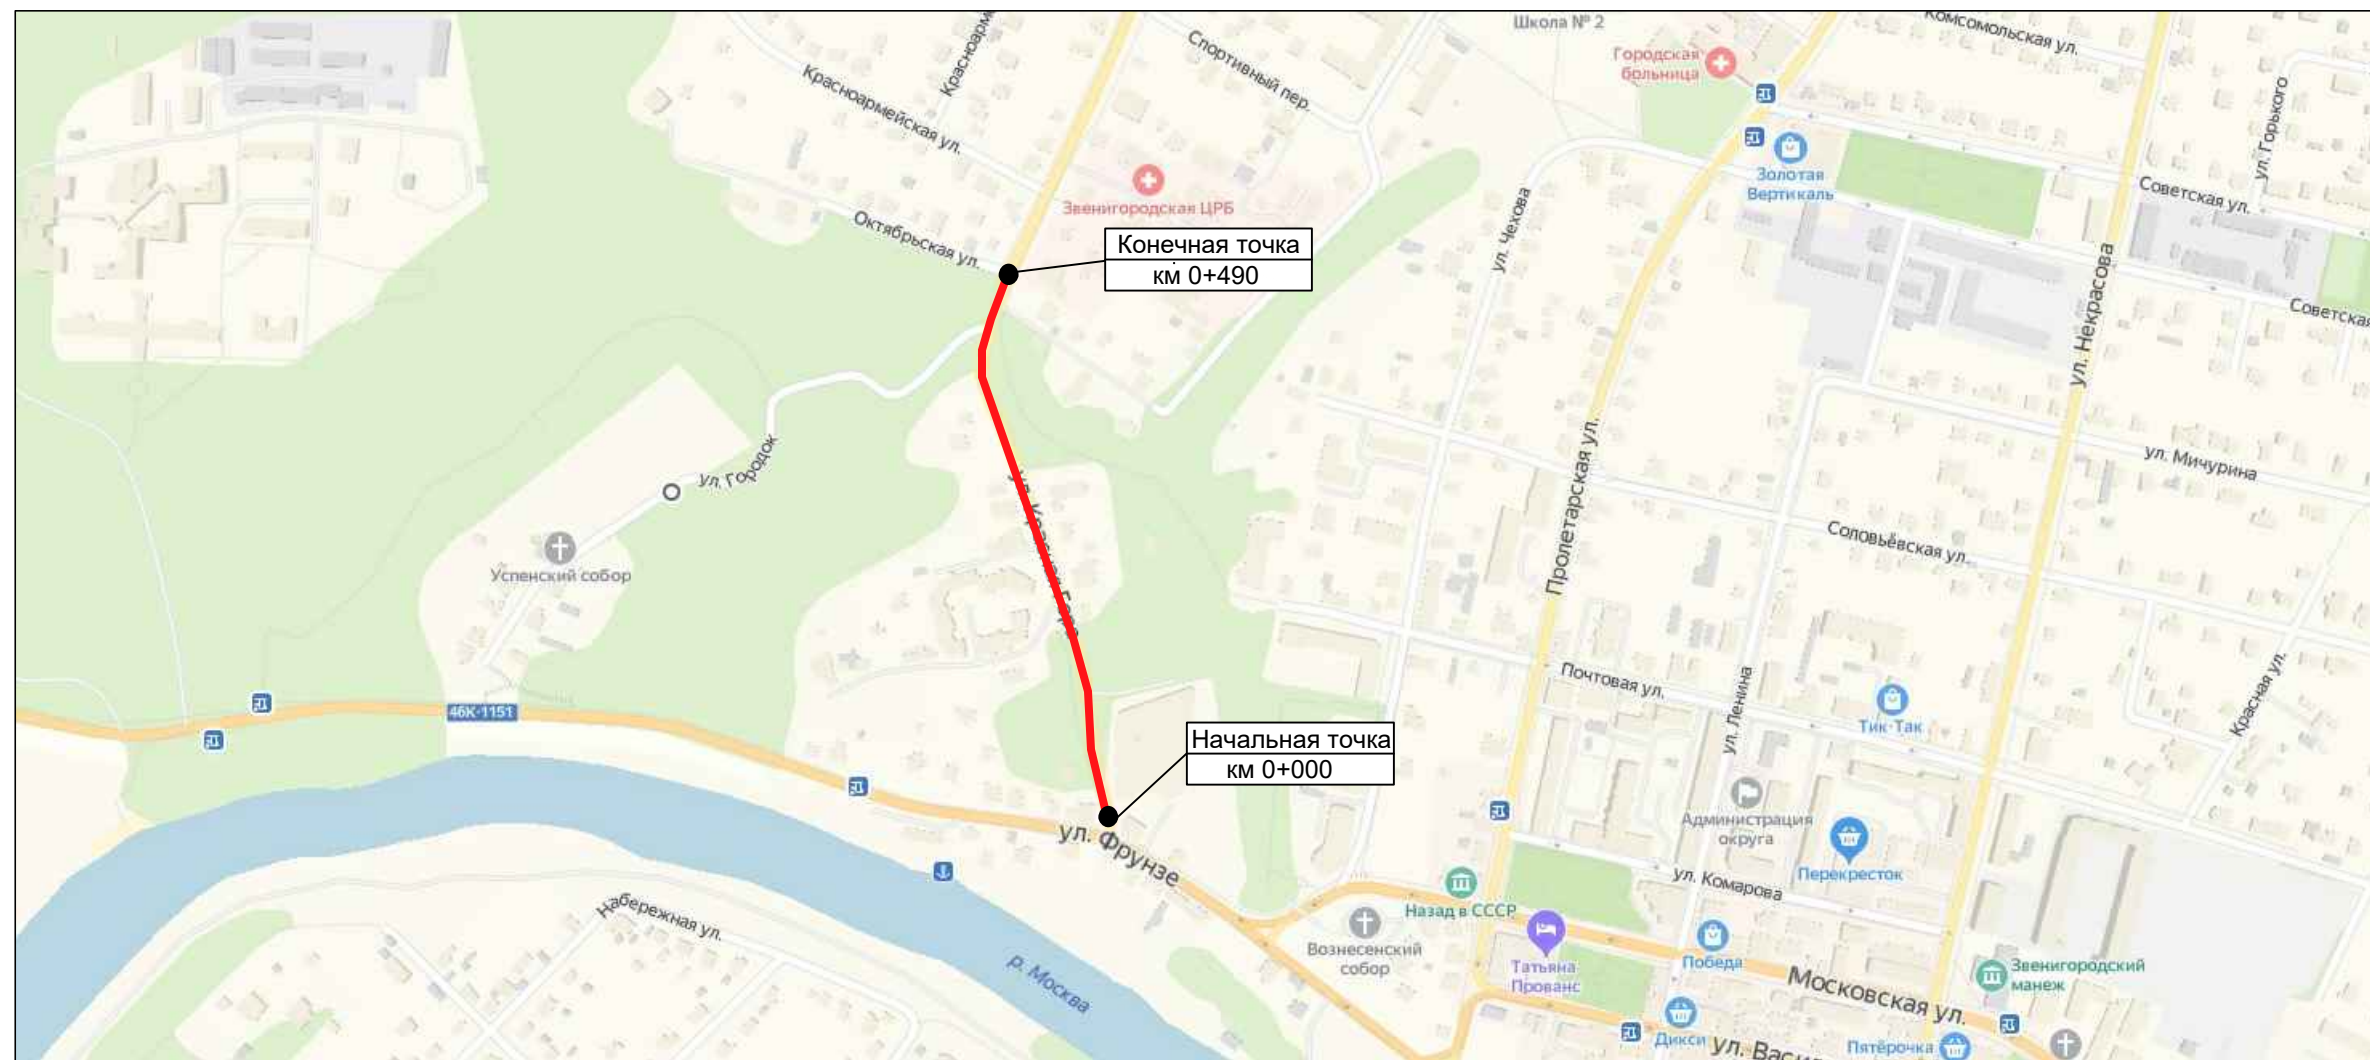 Школа № 2
Комсомольская ул.
Городская
больница
Спортивный пер.
Красноармейская ул.
ул. Горького
Золотая
Вертикаль
Советская ул.
Звенигородская ЦРБ
Октябрьская ул.
ул. Чехова
Конечная точка
км 0+490
ул. Некрасова
Советская
ул. Городок
ул. Мичурина
Пролетарская ул.
ул. Красная Гора
Соловьёвская ул.
Успенский собор
Почтовая ул.
ул. Ленина
Красная ул.
46К-1151
Тик-Так
Начальная точка
км 0+000
Администрация
округа
ул. Фрунзе
Перекресток
ул. Комарова
Назад в СССР
Набережная ул.
Вознесенский
собор
Победа
Татьяна
Прованс
Звенигородский
манеж
р. Москва
Московская ул.
Дикси
Пятёрочка